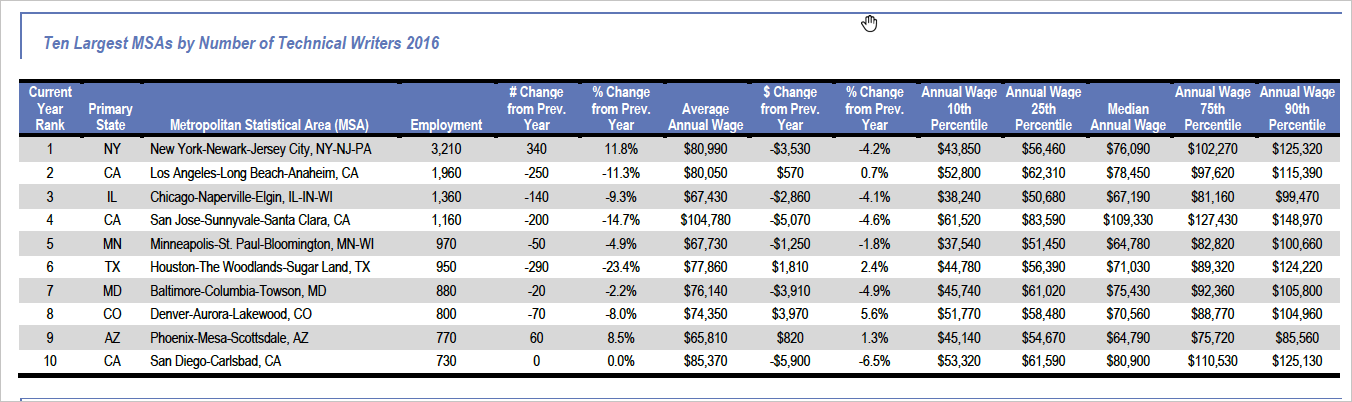 Ten Largest MSAs by Number of Technical Writers 2016
Current Year Rank Primary State Metropolitan Statistical Area (MSA) Employment # Change from Prev. Year % Change from Prev. Year Average Annual Wage $ Change from Prev. Year % Change from Prev. Year Annual Wage 10th Percentile Annual Wage 25th Percentile Median Annual Wage Annual Wage 75th Percentile Annual Wage 90th Percentile
1 NY New York-Newark-Jersey City, NY-NJ-PA 3,210 340 11.8% $80,990 -$3,530 -4.2% $43,850 $56,460 $76,090 $102,270 $125,320
2 CA Los Angeles-Long Beach-Anaheim, CA 1,960 -250 -11.3% $80,050 $570 0.7% $52,800 $62,310 $78,450 $97,620 $115,390
3 IL Chicago-Naperville-Elgin, IL-IN-WI 1,360 -140 -9.3% $67,430 -$2,860 -4.1% $38,240 $50,680 $67,190 $81,160 $99,470
4 CA San Jose-Sunnyvale-Santa Clara, CA 1,160 -200 -14.7% $104,780 -$5,070 -4.6% $61,520 $83,590 $109,330 $127,430 $148,970
5 MN Minneapolis-St. Paul-Bloomington, MN-WI 970 -50 -4.9% $67,730 -$1,250 -1.8% $37,540 $51,450 $64,780 $82,820 $100,660
6 TX Houston-The Woodlands-Sugar Land, TX 950 -290 -23.4% $77,860 $1,810 2.4% $44,780 $56,390 $71,030 $89,320 $124,220
7 MD Baltimore-Columbia-Towson, MD 880 -20 -2.2% $76,140 -$3,910 -4.9% $45,740 $61,020 $75,430 $92,360 $105,800
8 CO Denver-Aurora-Lakewood, CO 800 -70 -8.0% $74,350 $3,970 5.6% $51,770 $58,480 $70,560 $88,770 $104,960
9 AZ Phoenix-Mesa-Scottsdale, AZ 770 60 8.5% $65,810 $820 1.3% $45,140 $54,670 $64,790 $75,720 $85,560
10 CA San Diego-Carlsbad, CA 730 0 0.0% $85,370 -$5,900 -6.5% $53,320 $61,590 $80,900 $110,530 $125,130